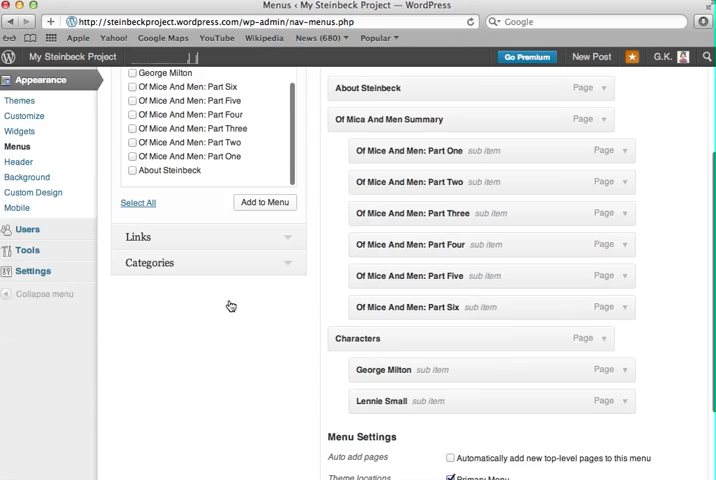 Menus ‹ My Steinbeck Project — WordPress
http://steinbeckproject.wordpress.com/wp-admin/nav-menus.php
Google
Apple Yahoo! Google Maps YouTube Wikipedia News (680) Popular
My Steinbeck Project Go Premium New Post G.K.
Appearance
Themes
Customize
Widgets
Menus
Header
Background
Custom Design
Mobile
Users
Tools
Settings
Collapse menu
George Milton
Of Mice And Men: Part Six
Of Mice And Men: Part Five
Of Mice And Men: Part Four
Of Mice And Men: Part Three
Of Mice And Men: Part Two
Of Mice And Men: Part One
About Steinbeck
Select All Add to Menu
Links
Categories
About Steinbeck Page
Of Mica And Men Summary Page
Of Mice And Men: Part One sub item Page
Of Mice And Men: Part Two sub item Page
Of Mice And Men: Part Three sub item Page
Of Mice And Men: Part Four sub item Page
Of Mice And Men: Part Five sub item Page
Of Mice And Men: Part Six sub item Page
Characters Page
George Milton sub item Page
Lennie Small sub item Page
Menu Settings
Auto add pages Automatically add new top-level pages to this menu
Theme locations Primary Menu